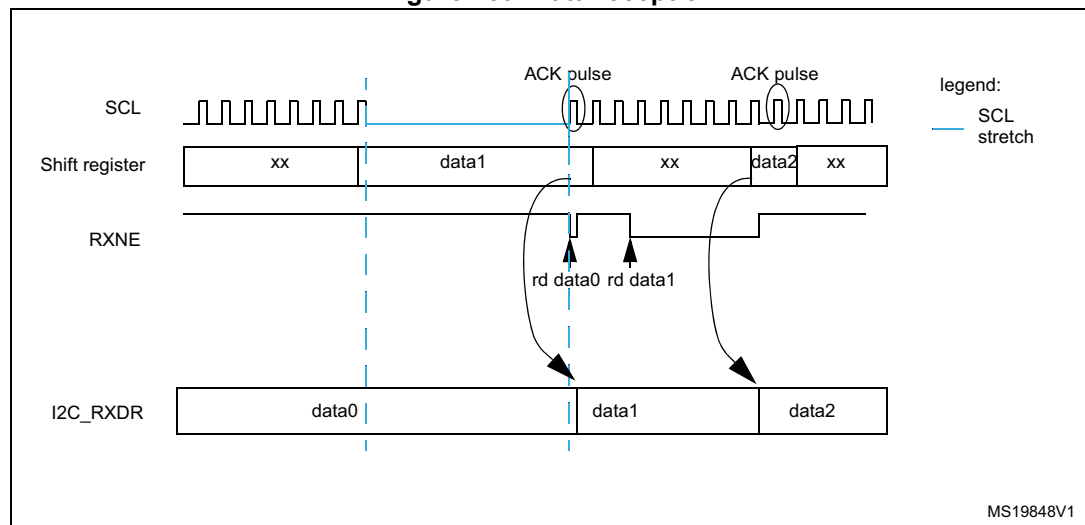 ACK pulse ACK pulse
legend:
SCL
SCL
stretch
Shift register xx data1 xx data2 xx
RXNE
rd data0 rd data1
I2C_RXDR data0 data1 data2
MS19848V1